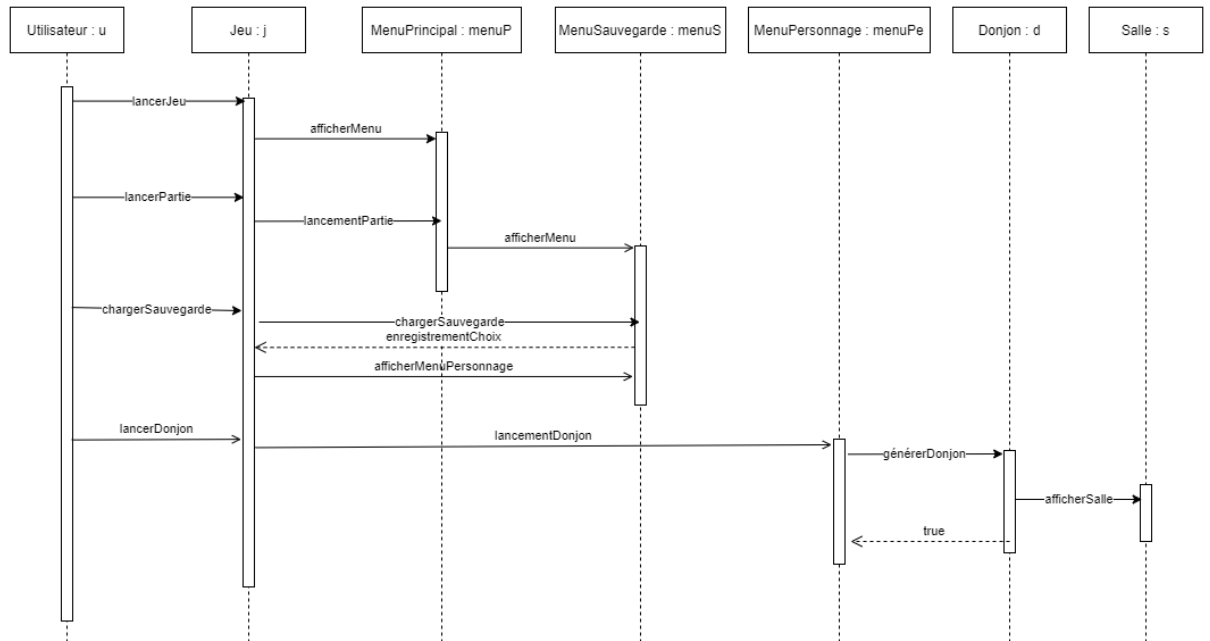 Utilisateur : u
Jeu : j
MenuPrincipal : menuP
MenuSauvegarde : menuS
MenuPersonnage : menuPe
Donjon : d
Salle : s
lancerJeu
afficherMenu
lancerPartie
lancementPartie
afficherMenu
chargerSauvegarde
chargerSauvegarde
enregistrementChoix
afficherMenuPersonnage
lancerDonjon
lancementDonjon
générerDonjon
afficherSalle
true